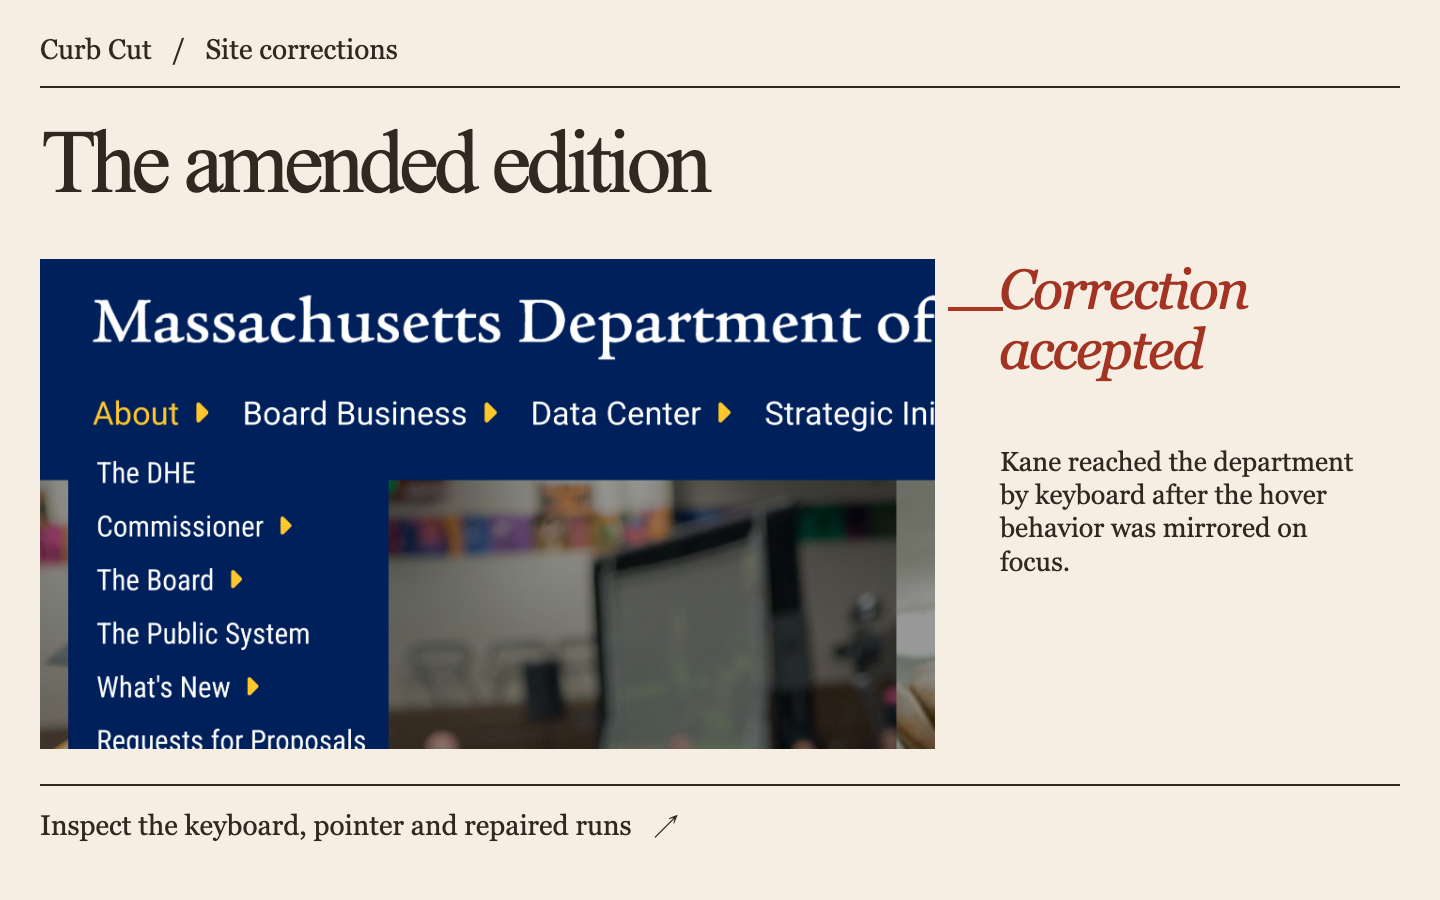 Curb Cut / Site corrections
The amended edition
Massachusetts Department of
About Board Business Data Center Strategic Ini
The DHE
Commissioner
The Board
The Public System
What's New
Requests for Proposals
Correction
accepted
Kane reached the department
by keyboard after the hover
behavior was mirrored on
focus.
Inspect the keyboard, pointer and repaired runs ↗